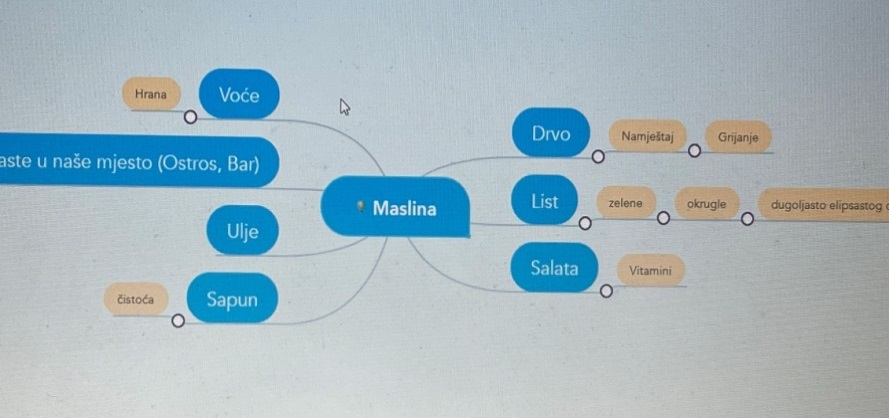 Maslina
Voće
Hrana
aste u naše mjesto (Ostros, Bar)
Ulje
Sapun
čistoća
Drvo
Namještaj
Grijanje
List
zelene
okrugle
dugoljasto elipsastog
Salata
Vitamini